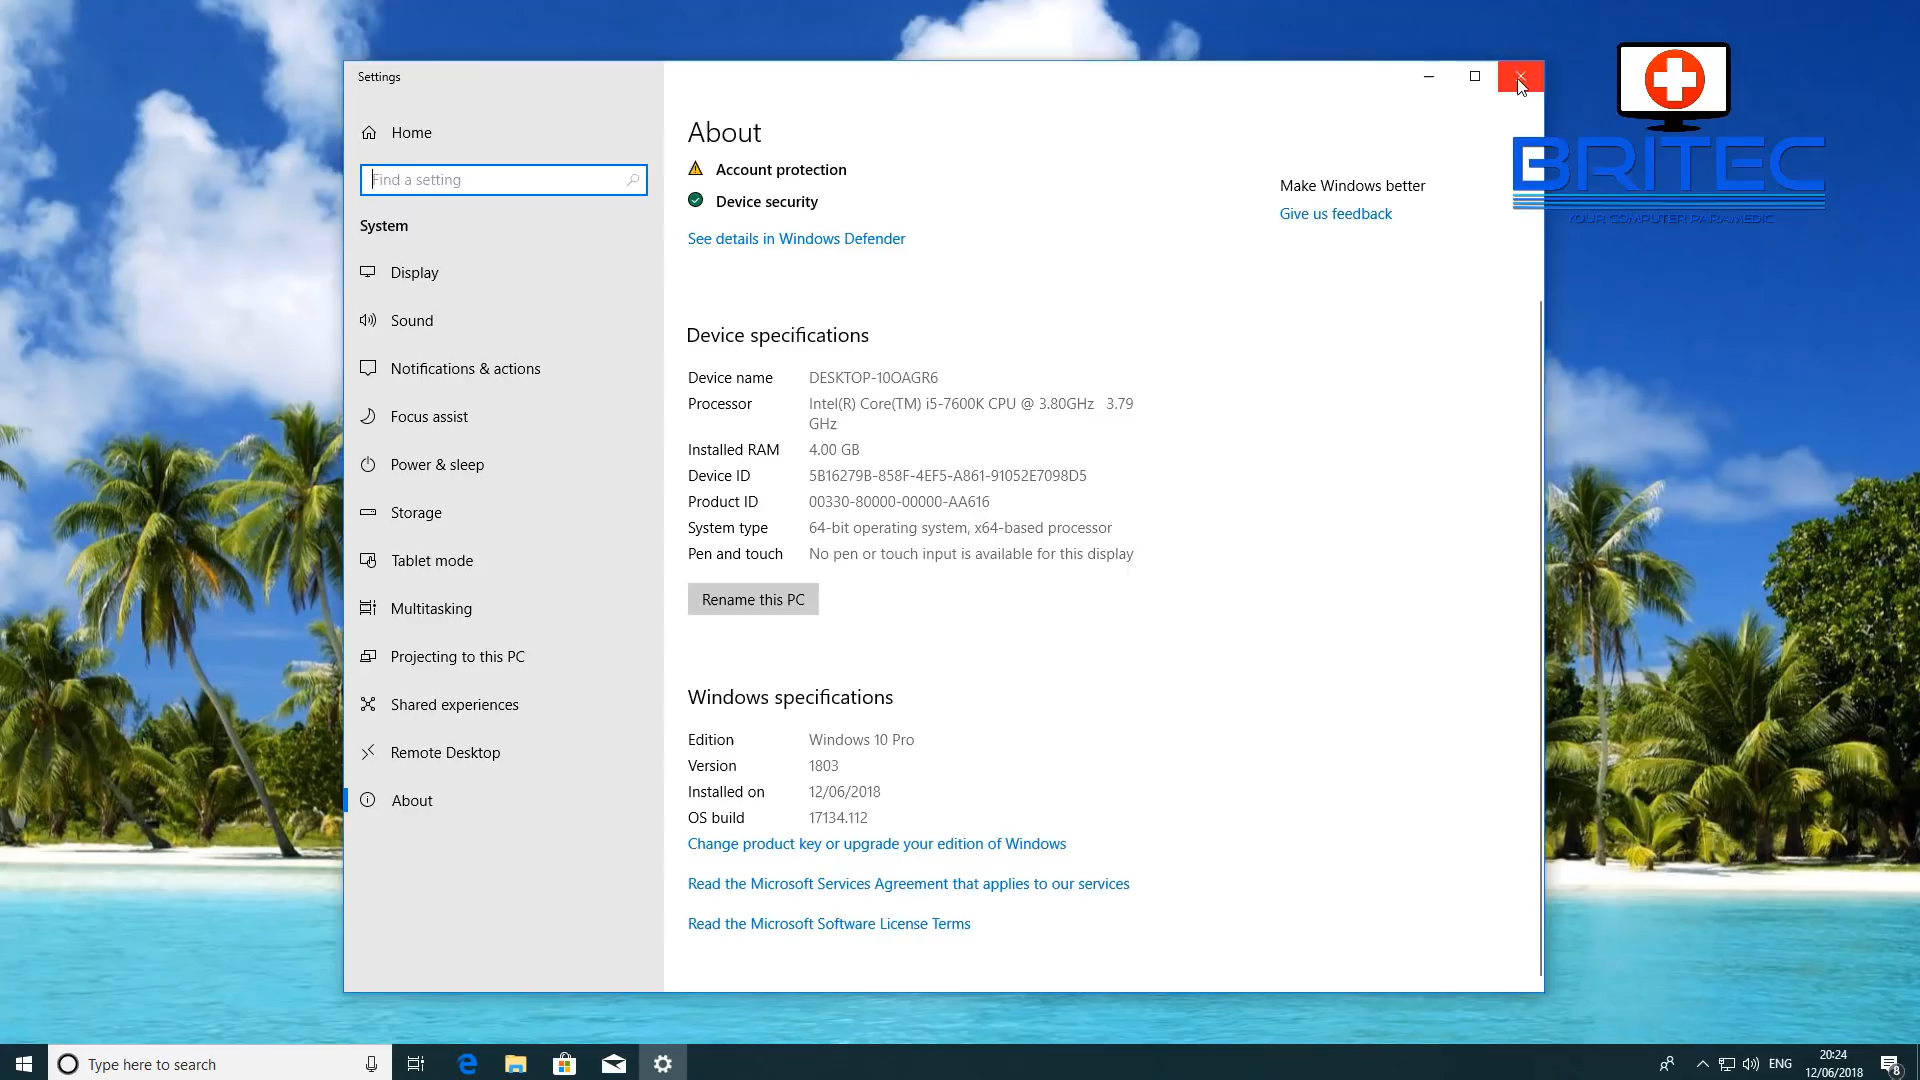 Settings
Home
Find a setting
System
Display
Sound
Notifications & actions
Focus assist
Power & sleep
Storage
Tablet mode
Multitasking
Projecting to this PC
Shared experiences
Remote Desktop
About
About
Account protection
Device security
See details in Windows Defender
Make Windows better
Give us feedback
Device specifications
Device name DESKTOP-10OAGR6
Processor Intel(R) Core(TM) i5-7600K CPU @ 3.80GHz 3.79
GHz
Installed RAM 4.00 GB
Device ID 5B16279B-858F-4EF5-A861-91052E7098D5
Product ID 00330-80000-00000-AA616
System type 64-bit operating system, x64-based processor
Pen and touch No pen or touch input is available for this display
Rename this PC
Windows specifications
Edition Windows 10 Pro
Version 1803
Installed on 12/06/2018
OS build 17134.112
Change product key or upgrade your edition of Windows
Read the Microsoft Services Agreement that applies to our services
Read the Microsoft Software License Terms
BRITEC
YOUR COMPUTER PARAMEDIC
Type here to search
ENG
20:24
12/06/2018
8